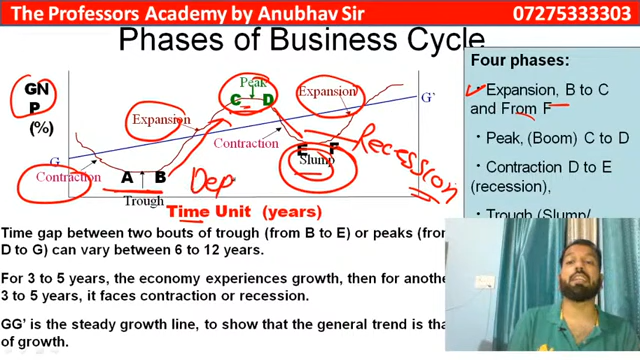 The Professors Academy by Anubhav Sir 07275333303
Phases of Business Cycle
GN
P
(%)
Peak
C D
Expansion
Expansion
G'
G
Contraction
Contraction
E F
Slump
A B
Trough
Dep
Recession
Time Unit (years)
Four phases:
• Expansion, B to C
and From F
• Peak, (Boom) C to D
• Contraction D to E
(recession),
• Trough (Slump/
Time gap between two bouts of trough (from B to E) or peaks (from
D to G) can vary between 6 to 12 years.
For 3 to 5 years, the economy experiences growth, then for anothe
3 to 5 years, it faces contraction or recession.
GG' is the steady growth line, to show that the general trend is tha
of growth.